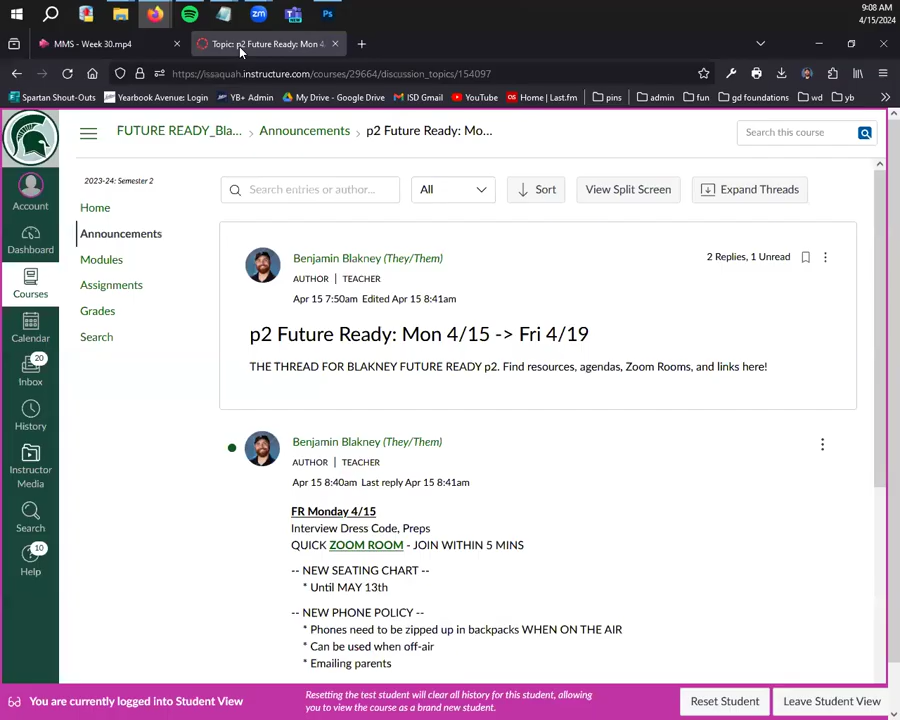 zm
Ps
9:08 AM
4/15/2024
MMS - Week 30.mp4
Topic: p2 Future Ready: Mon 4
https://issaquah.instructure.com/courses/29664/discussion_topics/154097
Spartan Shout-Outs
Yearbook Avenue: Login
YB+ Admin
My Drive - Google Drive
ISD Gmail
YouTube
Home | Last.fm
pins
admin
fun
gd foundations
wd
yb
FUTURE READY_Bla... › Announcements › p2 Future Ready: Mo...
Search this course
Account
Dashboard
Courses
Calendar
20
Inbox
History
Instructor
Media
Search
10
Help
2023-24: Semester 2
Home
Announcements
Modules
Assignments
Grades
Search
Search entries or author...
All
Sort
View Split Screen
Expand Threads
Benjamin Blakney (They/Them)
AUTHOR | TEACHER
Apr 15 7:50am Edited Apr 15 8:41am
2 Replies, 1 Unread
p2 Future Ready: Mon 4/15 -> Fri 4/19
THE THREAD FOR BLAKNEY FUTURE READY p2. Find resources, agendas, Zoom Rooms, and links here!
Benjamin Blakney (They/Them)
AUTHOR | TEACHER
Apr 15 8:40am Last reply Apr 15 8:41am
FR Monday 4/15
Interview Dress Code, Preps
QUICK ZOOM ROOM - JOIN WITHIN 5 MINS
-- NEW SEATING CHART --
* Until MAY 13th
-- NEW PHONE POLICY --
* Phones need to be zipped up in backpacks WHEN ON THE AIR
* Can be used when off-air
* Emailing parents
You are currently logged into Student View
Resetting the test student will clear all history for this student, allowing
you to view the course as a brand new student.
Reset Student
Leave Student View